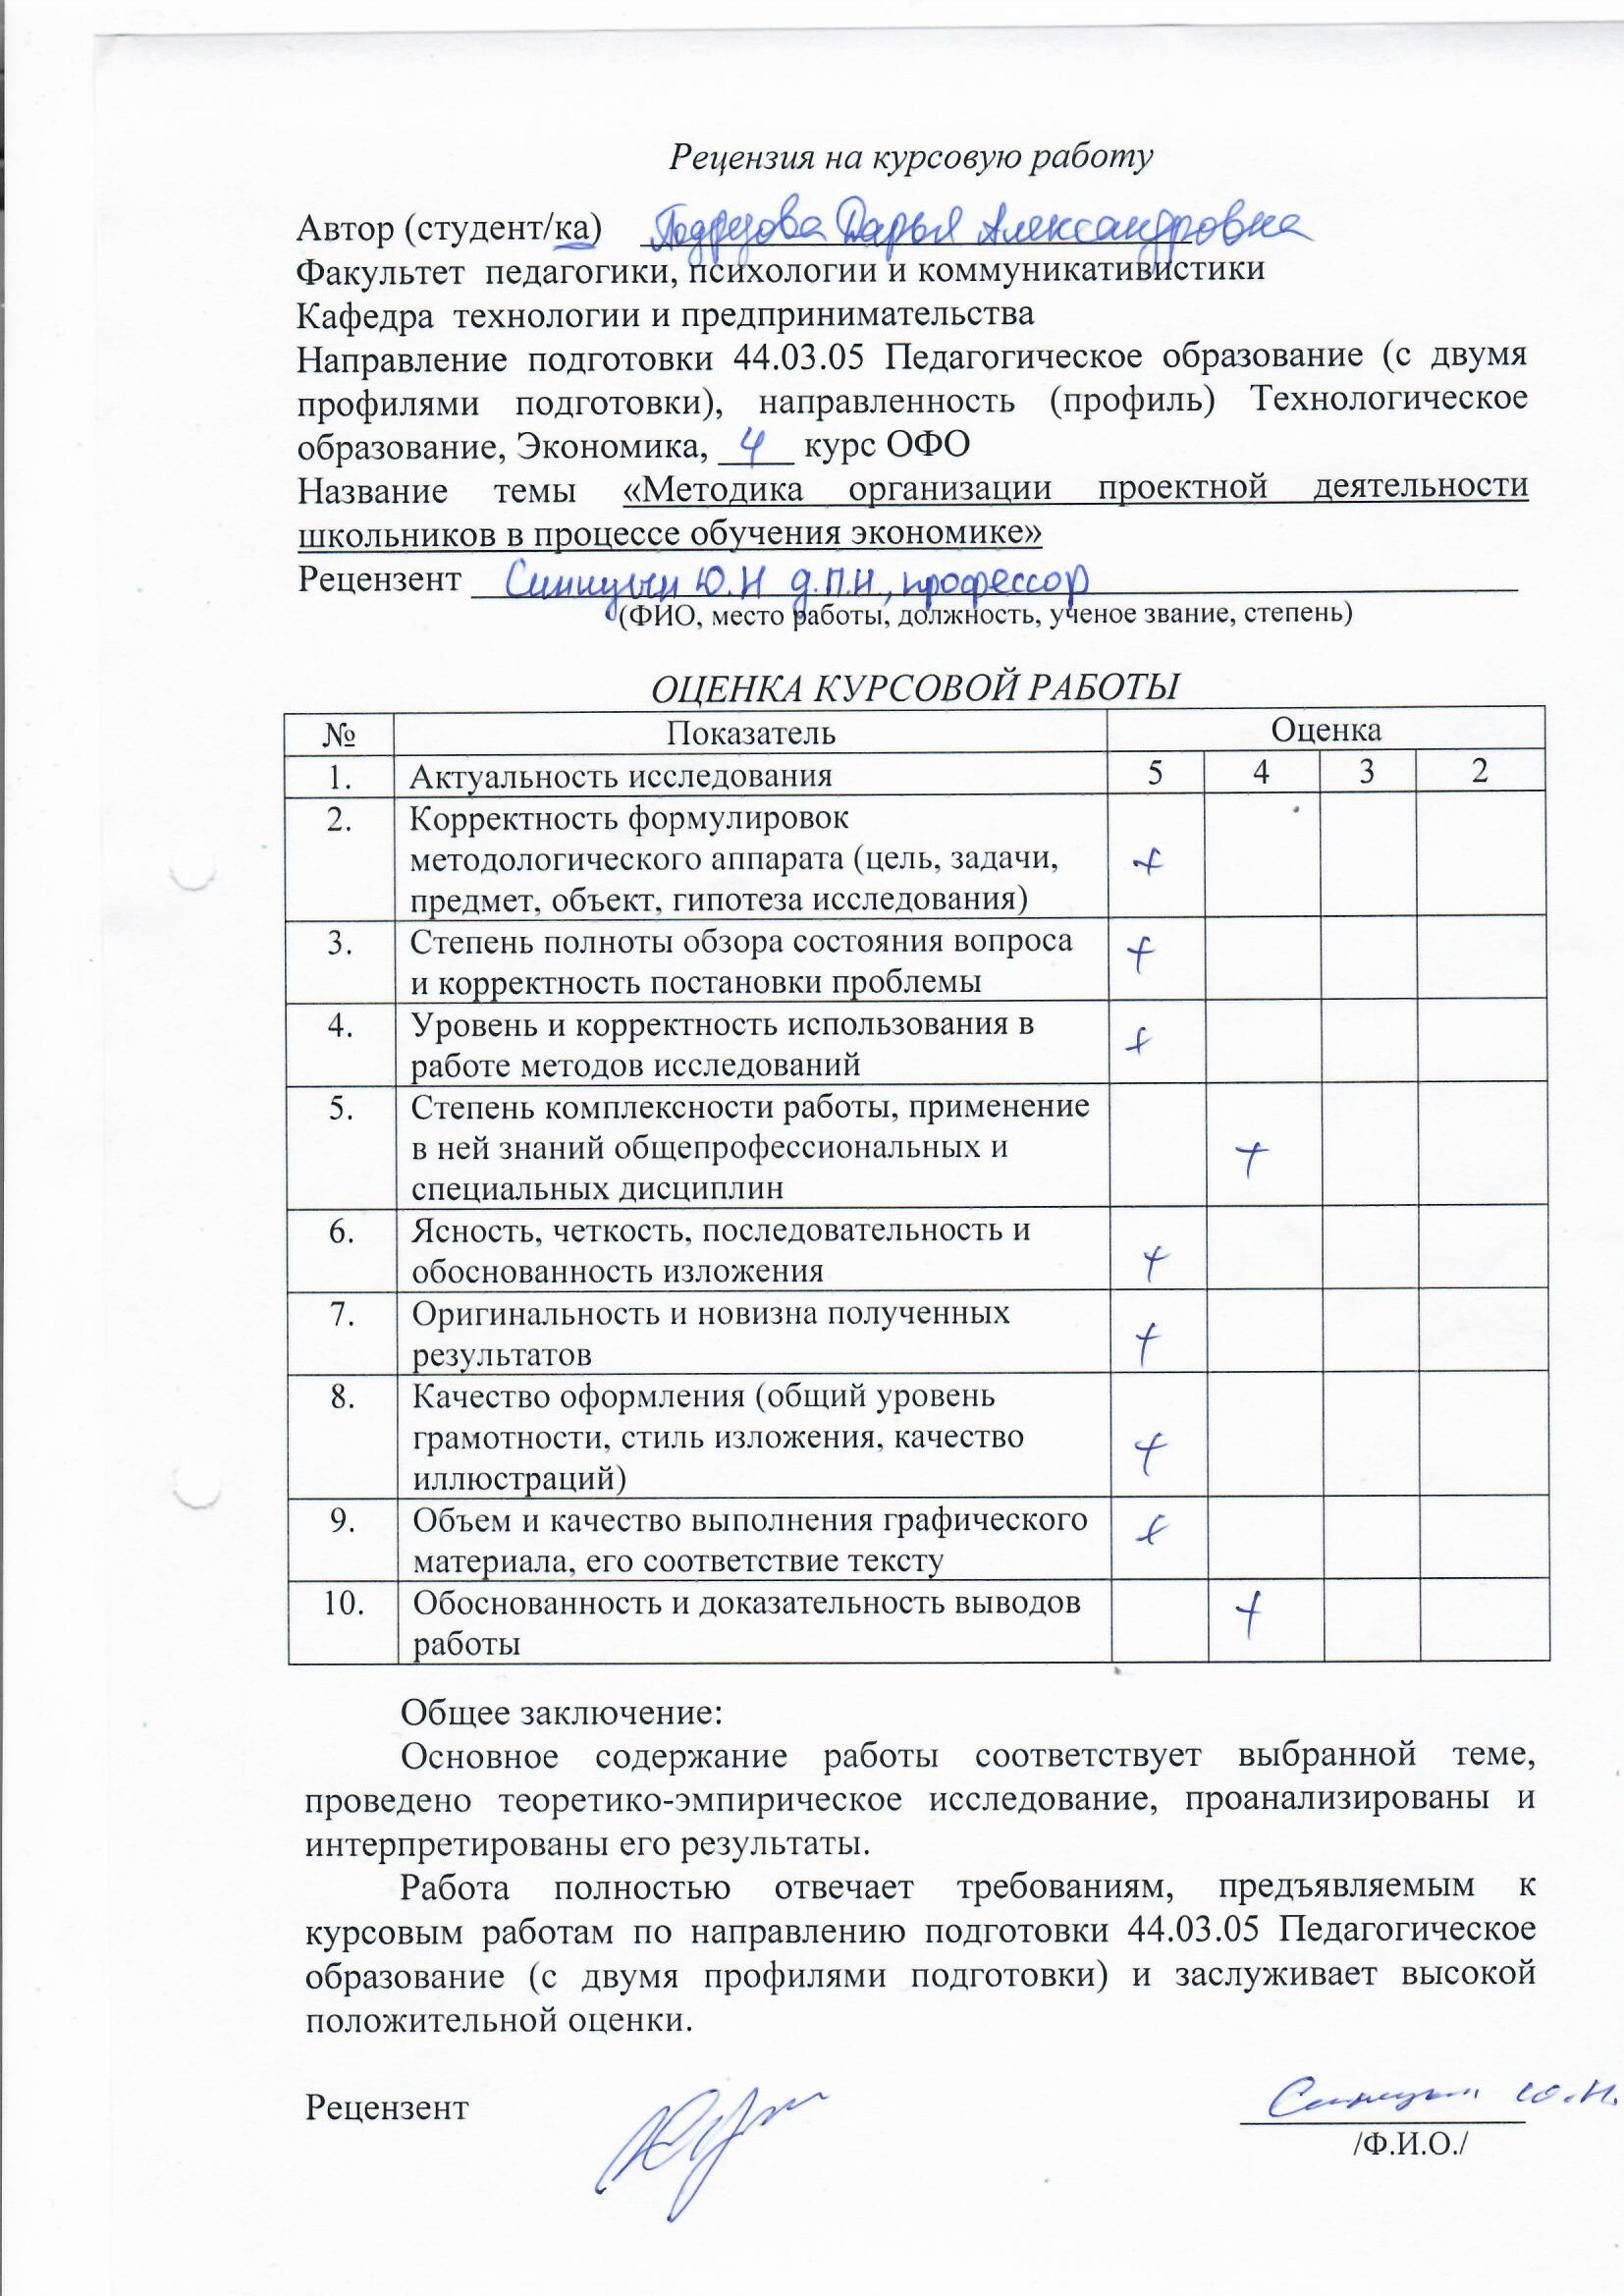 Рецензия на курсовую работу
Автор (студент/ка) Подрезова Дарья Александровна
Факультет педагогики, психологии и коммуникативистики
Кафедра технологии и предпринимательства
Направление подготовки 44.03.05 Педагогическое образование (с двумя
профилями подготовки), направленность (профиль) Технологическое
образование, Экономика, 4 курс ОФО
Название темы «Методика организации проектной деятельности
школьников в процессе обучения экономике»
Рецензент Синицын Ю.Н д.п.н, профессор
(ФИО, место работы, должность, ученое звание, степень)
ОЦЕНКА КУРСОВОЙ РАБОТЫ
№ Показатель Оценка
1. Актуальность исследования 5 4 3 2
2. Корректность формулировок
методологического аппарата (цель, задачи, +
предмет, объект, гипотеза исследования)
3. Степень полноты обзора состояния вопроса +
и корректность постановки проблемы
4. Уровень и корректность использования в +
работе методов исследований
5. Степень комплексности работы, применение
в ней знаний общепрофессиональных и +
специальных дисциплин
6. Ясность, четкость, последовательность и
обоснованность изложения +
7. Оригинальность и новизна полученных
результатов +
8. Качество оформления (общий уровень
грамотности, стиль изложения, качество +
иллюстраций)
9. Объем и качество выполнения графического +
материала, его соответствие тексту
10. Обоснованность и доказательность выводов +
работы
Общее заключение:
Основное содержание работы соответствует выбранной теме,
проведено теоретико-эмпирическое исследование, проанализированы и
интерпретированы его результаты.
Работа полностью отвечает требованиям, предъявляемым к
курсовым работам по направлению подготовки 44.03.05 Педагогическое
образование (с двумя профилями подготовки) и заслуживает высокой
положительной оценки.
Рецензент Синицын Ю.Н.
/Ф.И.О./